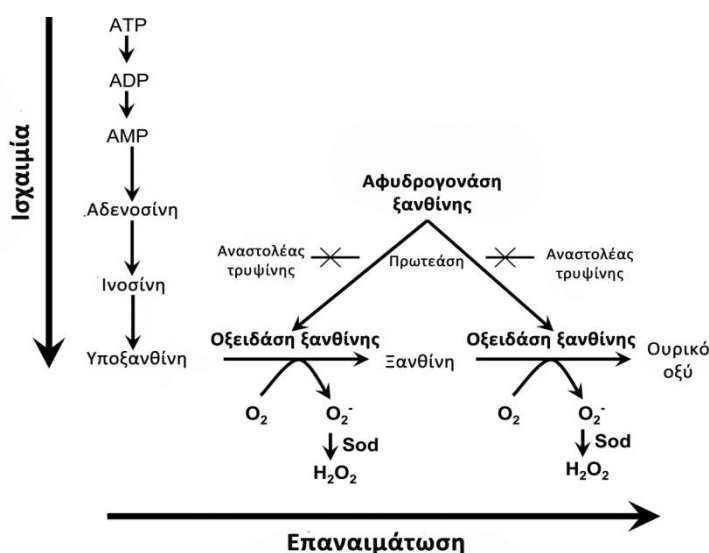 Ισχαιμία
ATP
ADP
AMP
Αδενοσίνη
Ινοσίνη
Υποξανθίνη
Αφυδρογονάση
ξανθίνης
Αναστολέας
τρυψίνης
Πρωτεάση
Αναστολέας
τρυψίνης
Οξειδάση ξανθίνης
Ξανθίνη
Οξειδάση ξανθίνης
Ουρικό
οξύ
O₂
O₂⁻
Sod
H₂O₂
O₂
O₂⁻
Sod
H₂O₂
Επαναιμάτωση